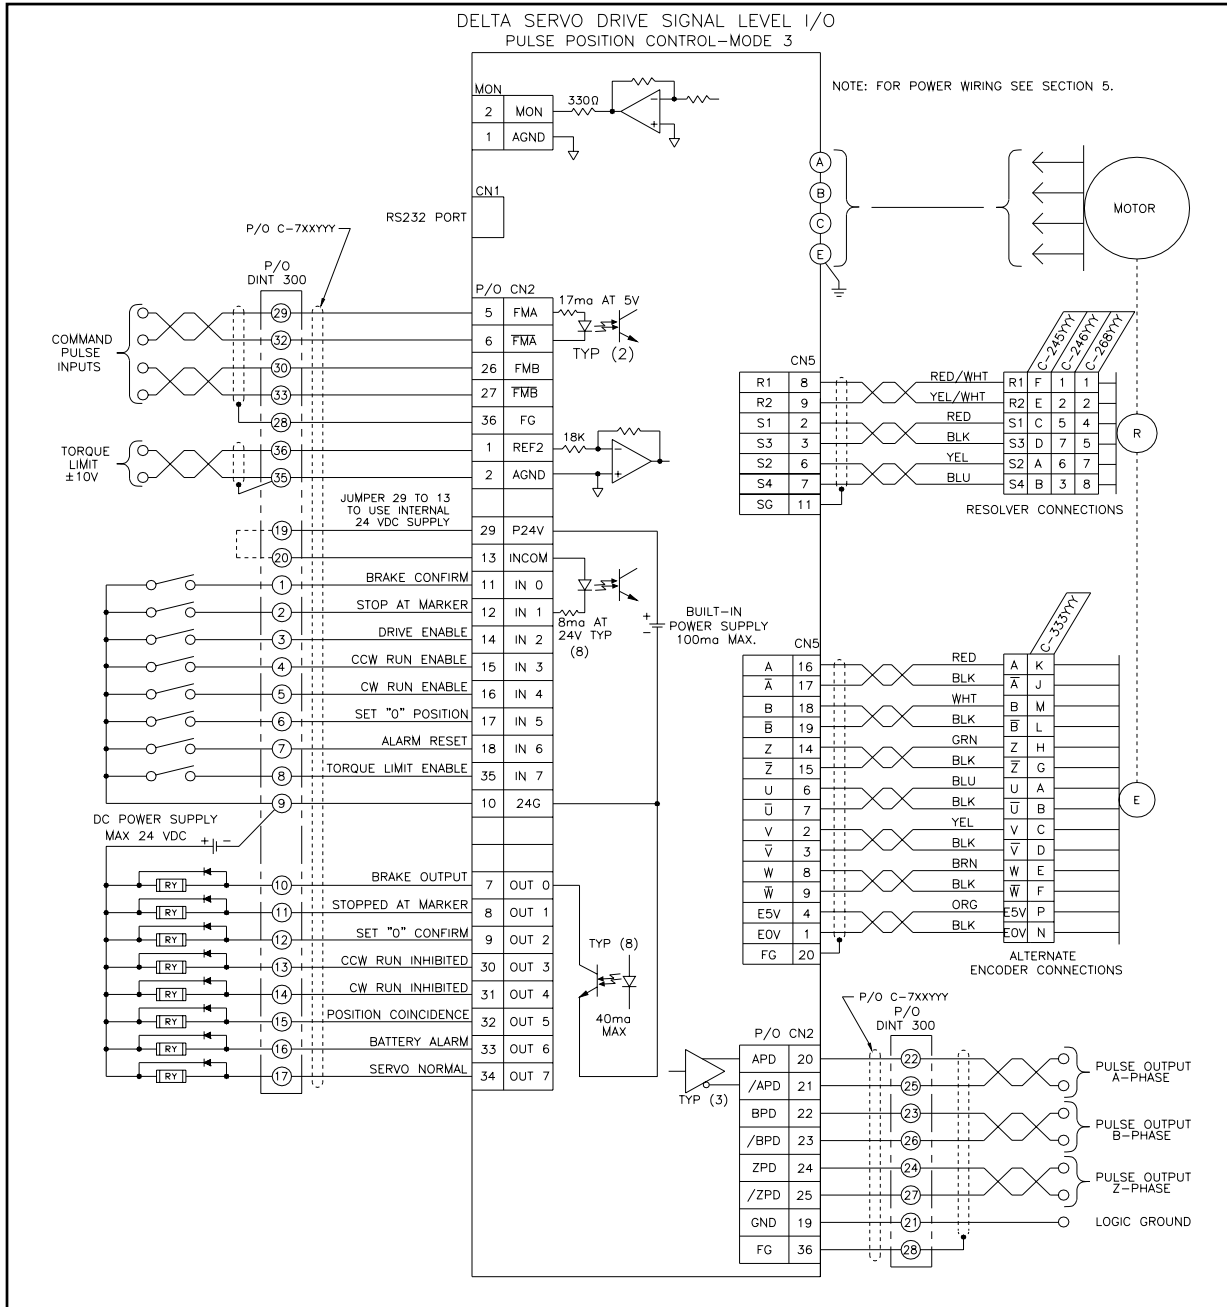 DELTA SERVO DRIVE SIGNAL LEVEL I/O
PULSE POSITION CONTROL-MODE 3
NOTE: FOR POWER WIRING SEE SECTION 5.
MON
2 MON 330Ω
1 AGND
- +
CN1
RS232 PORT
A
B
C
E
MOTOR
P/O C-7XXYYY
P/O
DINT 300
P/O CN2
COMMAND
PULSE
INPUTS
29 5 FMA 17ma AT 5V
32 6 F̅M̅A̅ TYP (2)
30 26 FMB
33 27 F̅M̅B̅
28 36 FG
TORQUE
LIMIT
±10V
36 1 REF2 18K - +
35 2 AGND
JUMPER 29 TO 13
TO USE INTERNAL
24 VDC SUPPLY
19 29 P24V
20 13 INCOM
1 BRAKE CONFIRM 11 IN 0
2 STOP AT MARKER 12 IN 1
3 DRIVE ENABLE 14 IN 2
4 CCW RUN ENABLE 15 IN 3
5 CW RUN ENABLE 16 IN 4
6 SET "0" POSITION 17 IN 5
7 ALARM RESET 18 IN 6
8 TORQUE LIMIT ENABLE 35 IN 7
9 10 24G
8ma AT
24V TYP
(8)
+ -
BUILT-IN
POWER SUPPLY
100ma MAX.
DC POWER SUPPLY
MAX 24 VDC + -
RY 10 BRAKE OUTPUT 7 OUT 0
RY 11 STOPPED AT MARKER 8 OUT 1
RY 12 SET "0" CONFIRM 9 OUT 2
RY 13 CCW RUN INHIBITED 30 OUT 3
RY 14 CW RUN INHIBITED 31 OUT 4
RY 15 POSITION COINCIDENCE 32 OUT 5
RY 16 BATTERY ALARM 33 OUT 6
RY 17 SERVO NORMAL 34 OUT 7
TYP (8)
40ma
MAX
CN5
C-245YYY
C-246YYY
C-268YYY
R1 8 RED/WHT R1 F 1 1
R2 9 YEL/WHT R2 E 2 2
S1 2 RED S1 C 5 4
S3 3 BLK S3 D 7 5
S2 6 YEL S2 A 6 7
S4 7 BLU S4 B 3 8
SG 11
RESOLVER CONNECTIONS
R
CN5
C-333YYY
A 16 RED A K
A̅ 17 BLK A̅ J
B 18 WHT B M
B̅ 19 BLK B̅ L
Z 14 GRN Z H
Z̅ 15 BLK Z̅ G
U 6 BLU U A
U̅ 7 BLK U̅ B
V 2 YEL V C
V̅ 3 BLK V̅ D
W 8 BRN W E
W̅ 9 BLK W̅ F
E5V 4 ORG E5V P
E0V 1 BLK E0V N
FG 20
ALTERNATE
ENCODER CONNECTIONS
E
P/O C-7XXYYY
P/O
DINT 300
P/O CN2
TYP (3)
APD 20 22
/APD 21 25
PULSE OUTPUT
A-PHASE
BPD 22 23
/BPD 23 26
PULSE OUTPUT
B-PHASE
ZPD 24 24
/ZPD 25 27
PULSE OUTPUT
Z-PHASE
GND 19 21 LOGIC GROUND
FG 36 28